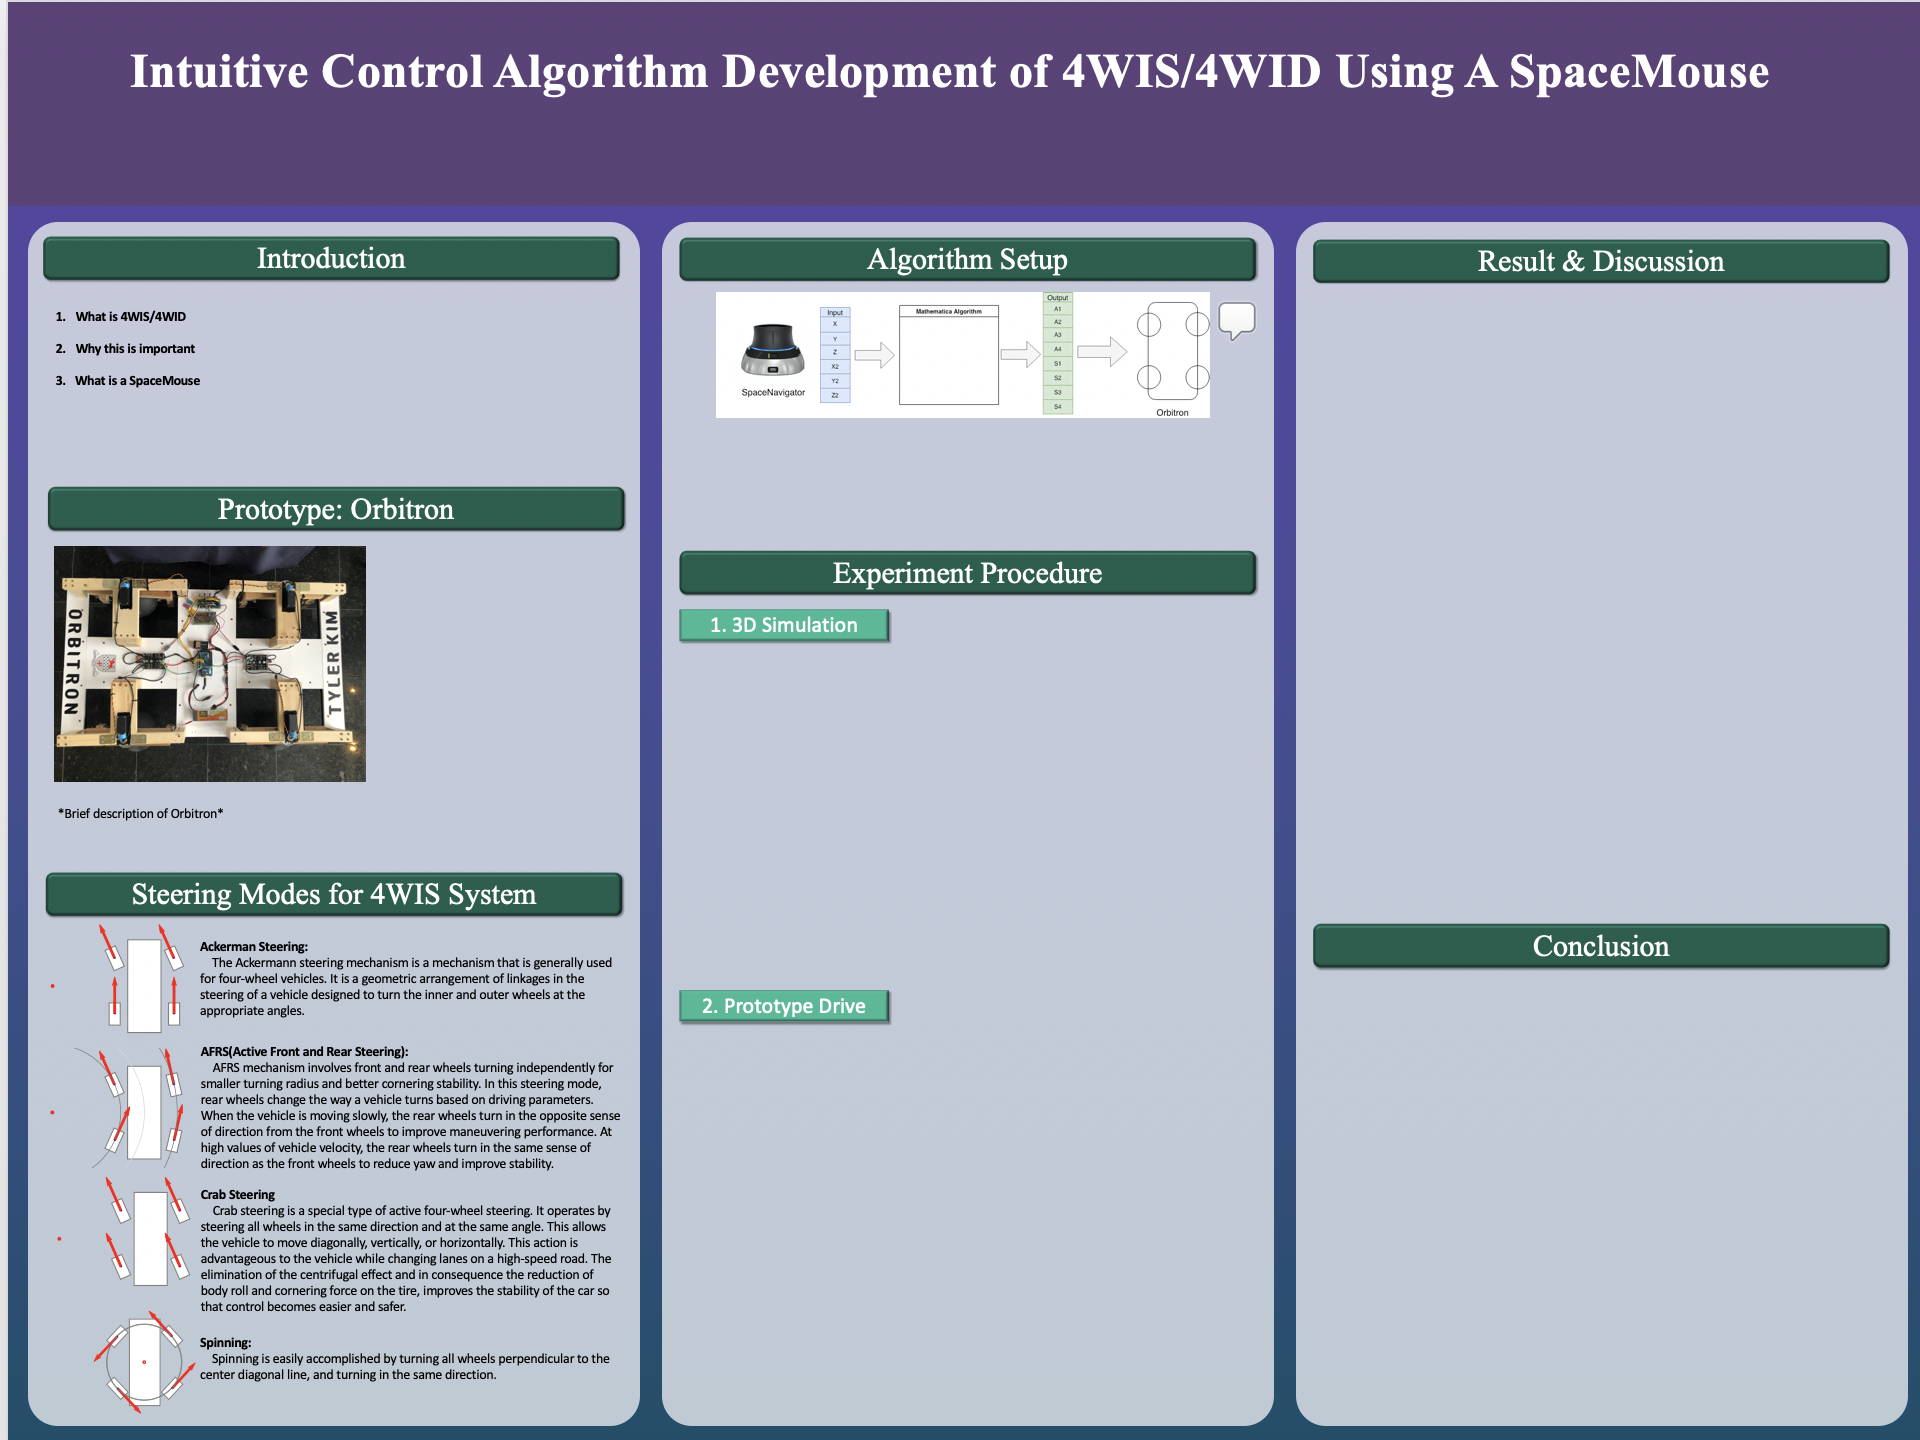 Intuitive Control Algorithm Development of 4WIS/4WID Using A SpaceMouse
Introduction
1. What is 4WIS/4WID
2. Why this is important
3. What is a SpaceMouse
Prototype: Orbitron
ORBITRON
TYLER KIM
*Brief description of Orbitron*
Steering Modes for 4WIS System
Ackerman Steering:
The Ackermann steering mechanism is a mechanism that is generally used
for four-wheel vehicles. It is a geometric arrangement of linkages in the
steering of a vehicle designed to turn the inner and outer wheels at the
appropriate angles.
AFRS(Active Front and Rear Steering):
AFRS mechanism involves front and rear wheels turning independently for
smaller turning radius and better cornering stability. In this steering mode,
rear wheels change the way a vehicle turns based on driving parameters.
When the vehicle is moving slowly, the rear wheels turn in the opposite sense
of direction from the front wheels to improve maneuvering performance. At
high values of vehicle velocity, the rear wheels turn in the same sense of
direction as the front wheels to reduce yaw and improve stability.
Crab Steering
Crab steering is a special type of active four-wheel steering. It operates by
steering all wheels in the same direction and at the same angle. This allows
the vehicle to move diagonally, vertically, or horizontally. This action is
advantageous to the vehicle while changing lanes on a high-speed road. The
elimination of the centrifugal effect and in consequence the reduction of
body roll and cornering force on the tire, improves the stability of the car so
that control becomes easier and safer.
Spinning:
Spinning is easily accomplished by turning all wheels perpendicular to the
center diagonal line, and turning in the same direction.
Algorithm Setup
SpaceNavigator
Input
X
Y
Z
X2
Y2
Z2
Mathematica Algorithm
Output
A1
A2
A3
A4
S1
S2
S3
S4
Orbitron
Experiment Procedure
1. 3D Simulation
2. Prototype Drive
Result & Discussion
Conclusion